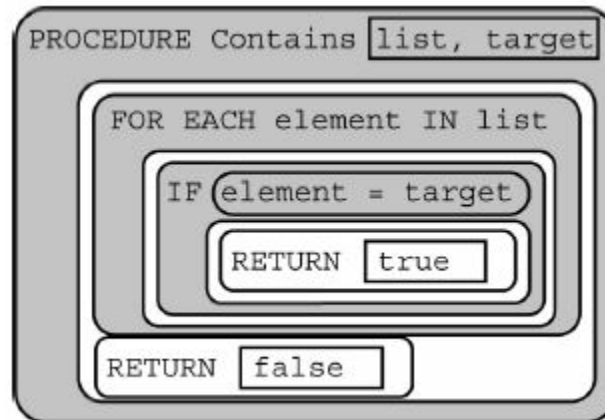 PROCEDURE Contains list, target
FOR EACH element IN list
IF element = target
RETURN true
RETURN false